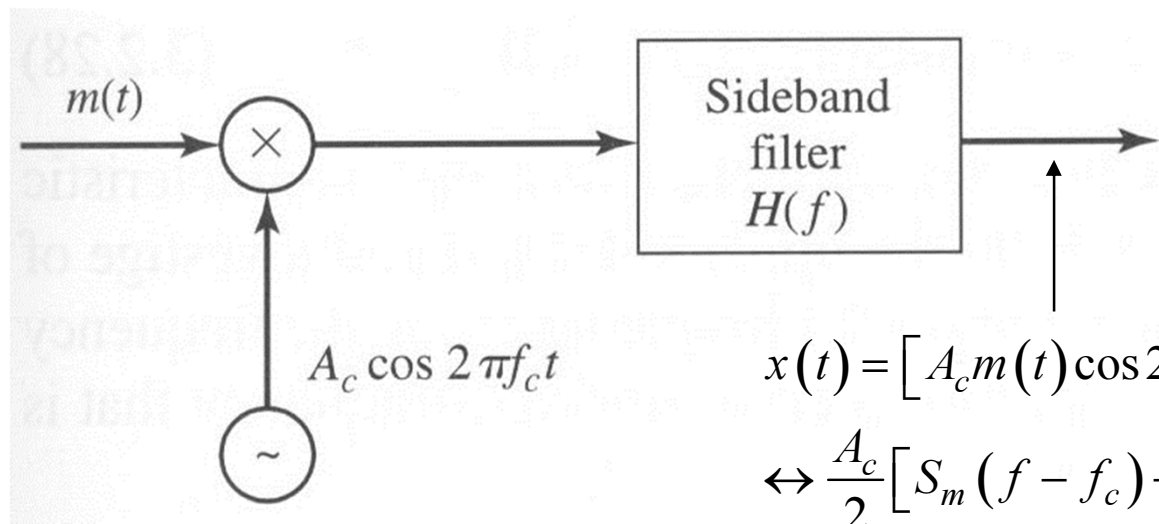 m(t)
×
Sideband
filter
H(f)
A_c cos 2πf_c t
~
x(t) = [A_c m(t) cos 2
↔ A_c/2 [S_m (f − f_c)